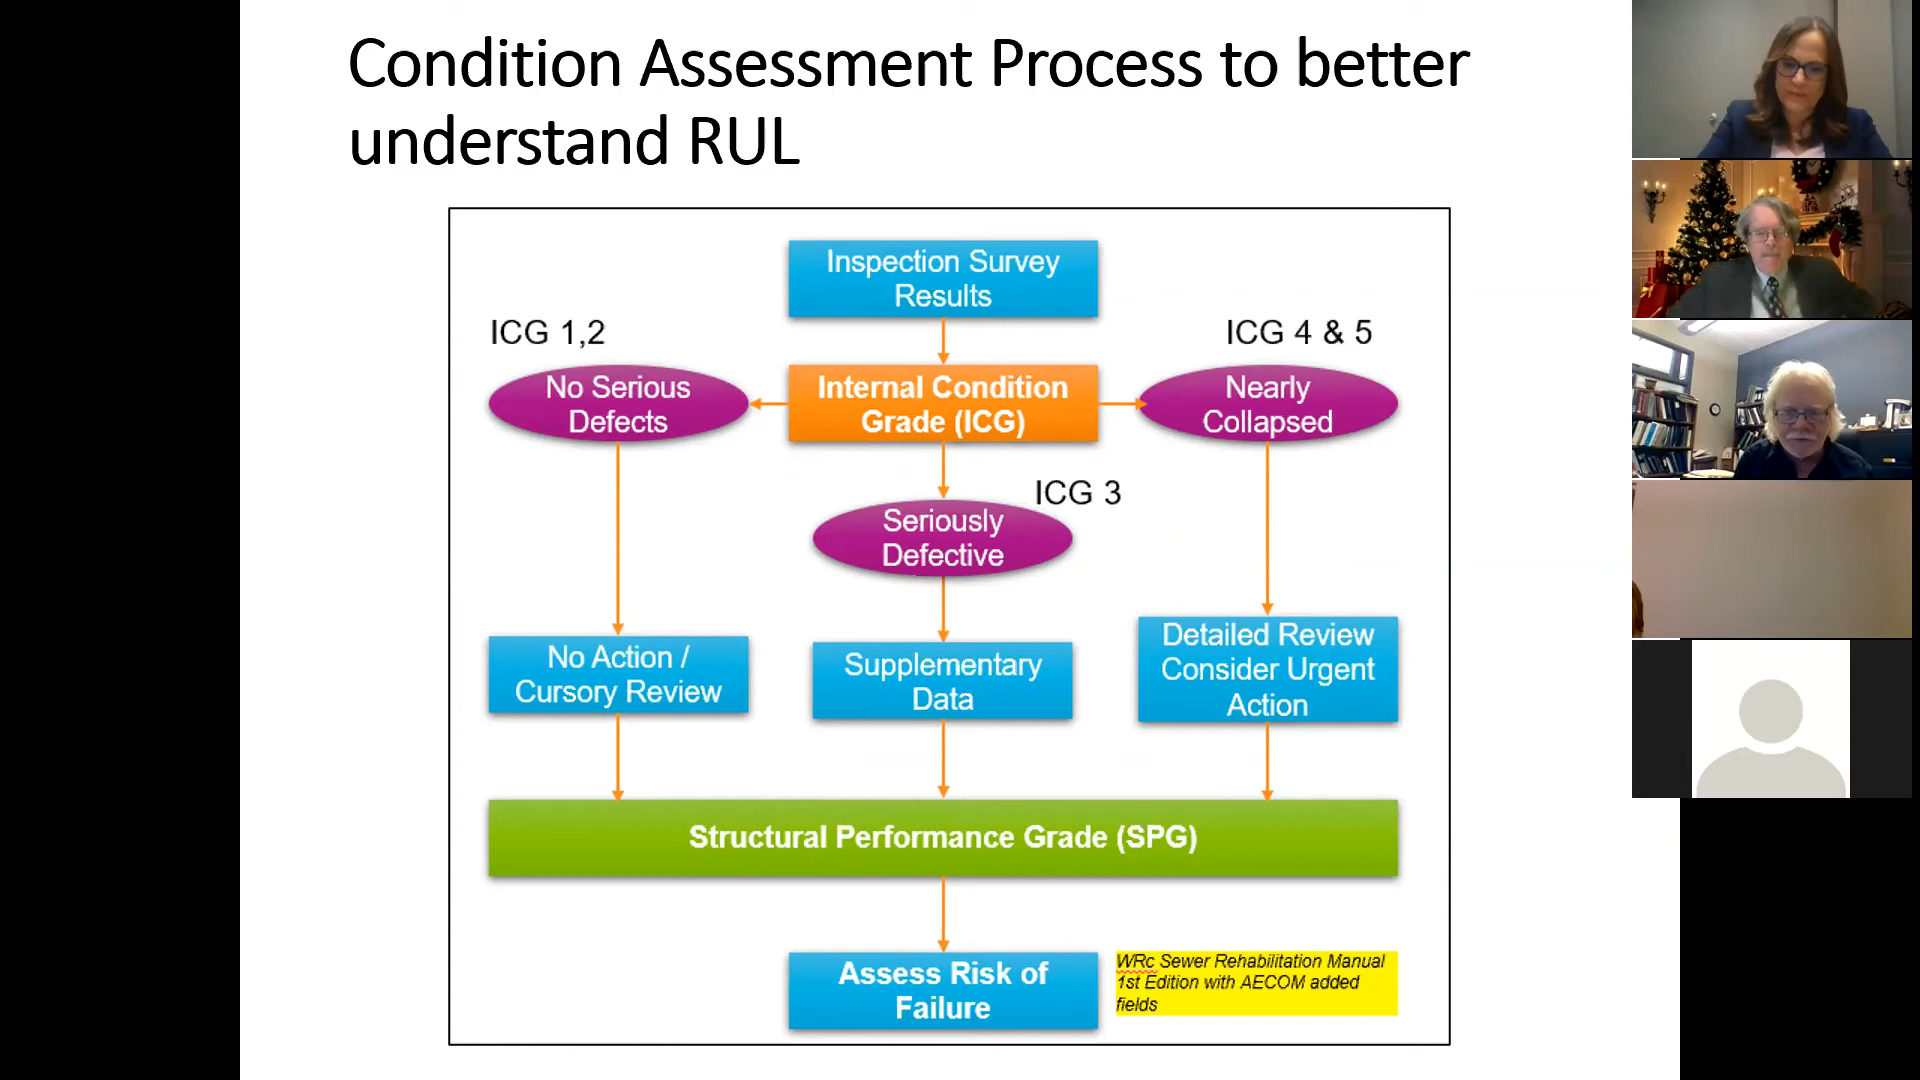 Condition Assessment Process to better
understand RUL
Inspection Survey
Results
ICG 1,2
ICG 4 & 5
No Serious
Defects
Internal Condition
Grade (ICG)
Nearly
Collapsed
ICG 3
Seriously
Defective
No Action /
Cursory Review
Supplementary
Data
Detailed Review
Consider Urgent
Action
Structural Performance Grade (SPG)
Assess Risk of
Failure
WRc Sewer Rehabilitation Manual
1st Edition with AECOM added
fields